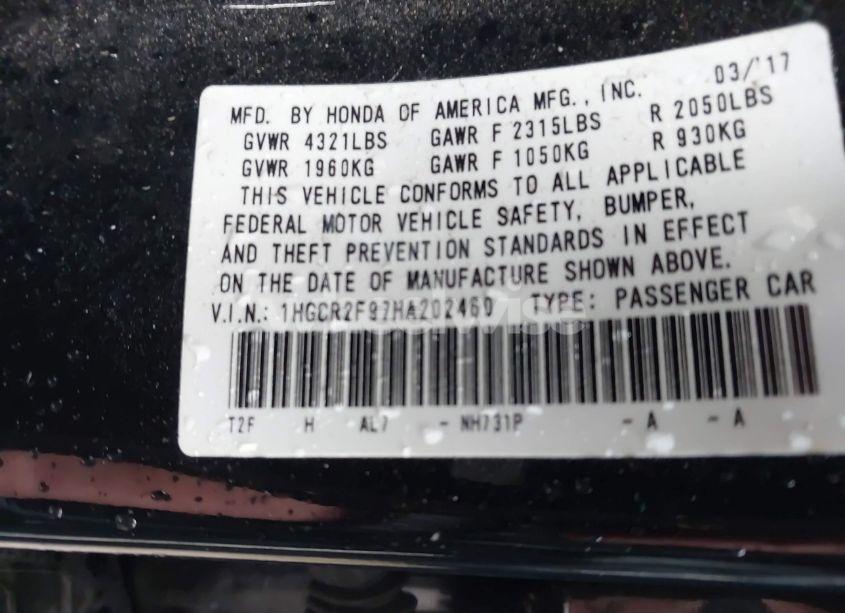 03/'17
MFD. BY HONDA OF AMERICA MFG., INC.
GVWR 4321LBS GAWR F 2315LBS R 2050LBS
GVWR 1960KG GAWR F 1050KG R 930KG
THIS VEHICLE CONFORMS TO ALL APPLICABLE
FEDERAL MOTOR VEHICLE SAFETY, BUMPER,
AND THEFT PREVENTION STANDARDS IN EFFECT
ON THE DATE OF MANUFACTURE SHOWN ABOVE.
V.I.N.: 1HGCR2F97HA202460 TYPE: PASSENGER CAR
T2F H AL7 - NH731P - A - A